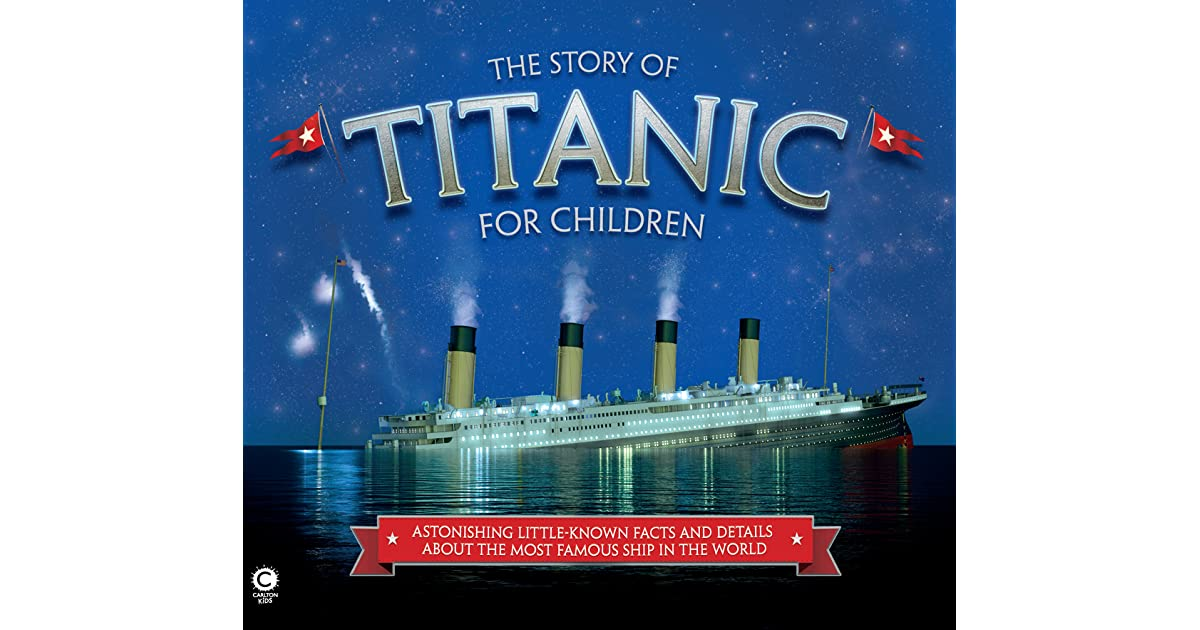 THE STORY OF
TITANIC
FOR CHILDREN
ASTONISHING LITTLE-KNOWN FACTS AND DETAILS
ABOUT THE MOST FAMOUS SHIP IN THE WORLD
C
CARLTON
KIDS